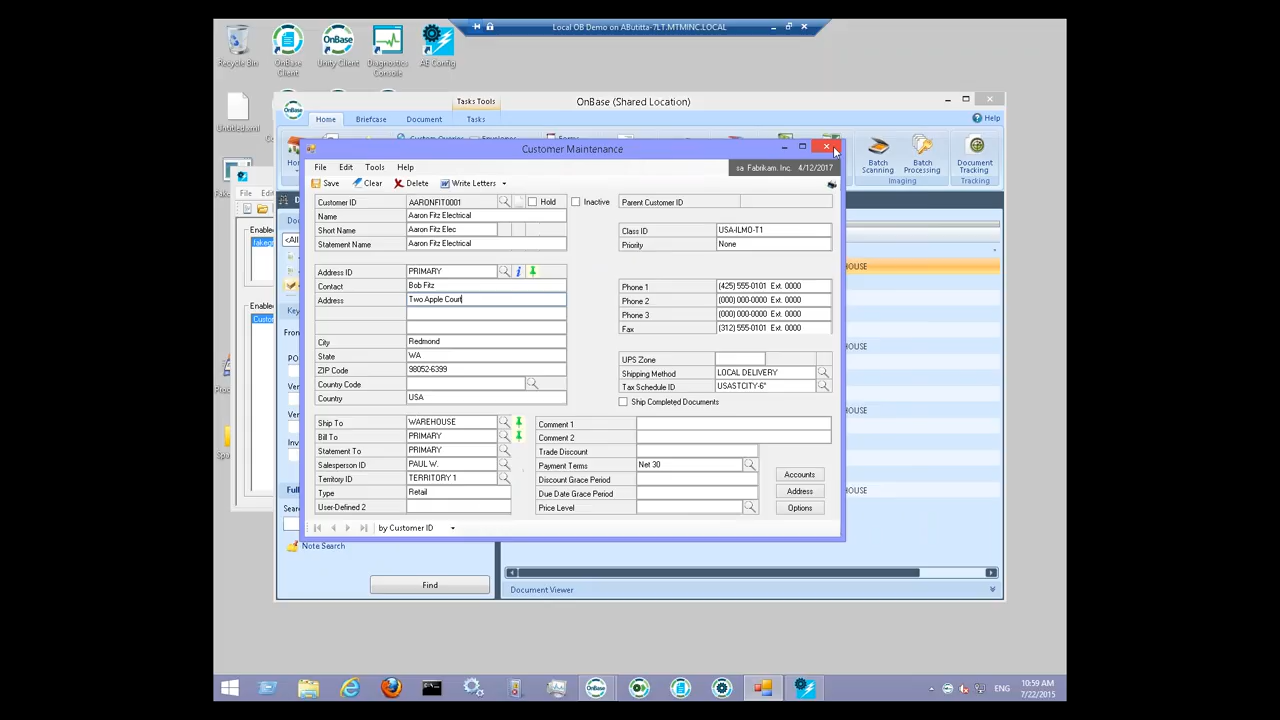 Local OB Demo on AButitta-7LT.MTMINC.LOCAL
Recycle Bin
OnBase Client
Unity Client
Diagnostics Console
AE Config
Untitled.xml
Tasks Tools
OnBase (Shared Location)
Home Briefcase Document Tasks
Help
Custom Queries Envelopes Forms
Batch Scanning
Batch Processing
Document Tracking
Imaging Tracking
Customer Maintenance
File Edit Tools Help
sa Fabrikam, Inc. 4/12/2017
Save Clear Delete Write Letters
Customer ID AARONFIT0001 Hold Inactive Parent Customer ID
Name Aaron Fitz Electrical
Short Name Aaron Fitz Elec Class ID USA-ILMO-T1
Statement Name Aaron Fitz Electrical Priority None
Address ID PRIMARY
Contact Bob Fitz Phone 1 (425) 555-0101 Ext. 0000
Address Two Apple Court Phone 2 (000) 000-0000 Ext. 0000
Phone 3 (000) 000-0000 Ext. 0000
Fax (312) 555-0101 Ext. 0000
City Redmond
State WA UPS Zone
ZIP Code 98052-6399 Shipping Method LOCAL DELIVERY
Country Code Tax Schedule ID USASTCITY-6*
Country USA Ship Completed Documents
Ship To WAREHOUSE Comment 1
Bill To PRIMARY Comment 2
Statement To PRIMARY Trade Discount
Salesperson ID PAUL W. Payment Terms Net 30
Territory ID TERRITORY 1 Discount Grace Period
Type Retail Due Date Grace Period
User-Defined 2 Price Level
Accounts
Address
Options
by Customer ID
File Edit
HOUSE
HOUSE
HOUSE
HOUSE
Note Search
Find
Document Viewer
ENG
10:59 AM
7/22/2015